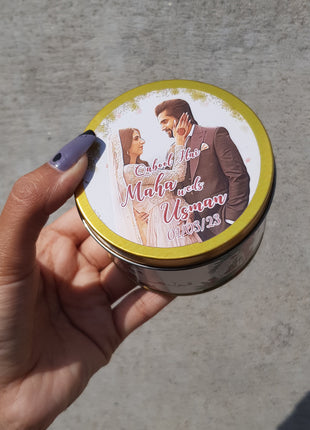 Qubool Hai
Maha weds
Usman
01/03/23